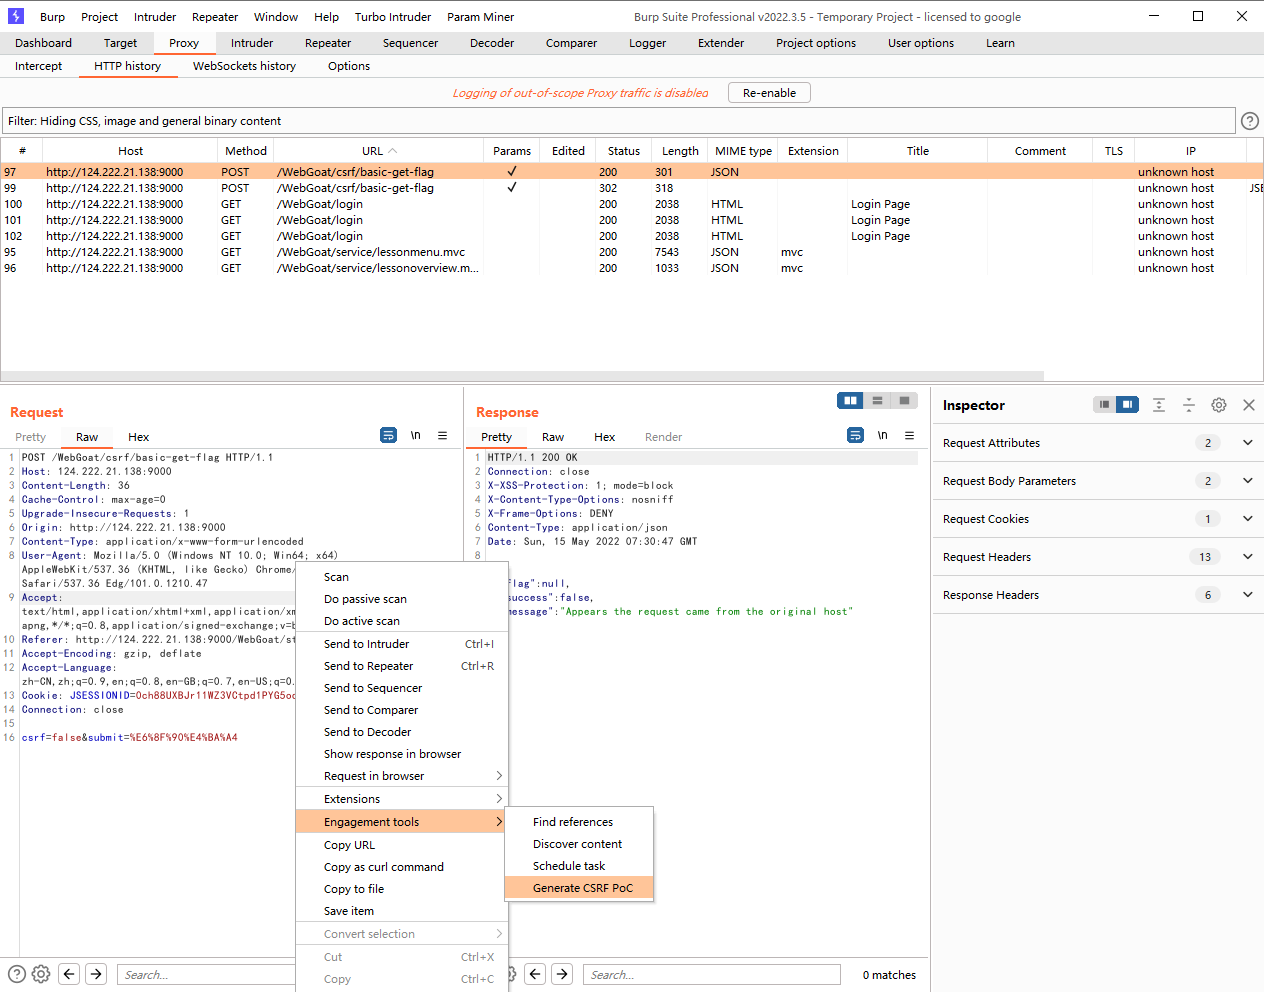 Burp Project Intruder Repeater Window Help Turbo Intruder Param Miner Burp Suite Professional v2022.3.5 - Temporary Project - licensed to google
Dashboard Target Proxy Intruder Repeater Sequencer Decoder Comparer Logger Extender Project options User options Learn
Intercept HTTP history WebSockets history Options
Logging of out-of-scope Proxy traffic is disabled Re-enable
Filter: Hiding CSS, image and general binary content
# Host Method URL Params Edited Status Length MIME type Extension Title Comment TLS IP
97 http://124.222.21.138:9000 POST /WebGoat/csrf/basic-get-flag ✓ 200 301 JSON unknown host
99 http://124.222.21.138:9000 POST /WebGoat/csrf/basic-get-flag ✓ 302 318 unknown host JSE
100 http://124.222.21.138:9000 GET /WebGoat/login 200 2038 HTML Login Page unknown host
101 http://124.222.21.138:9000 GET /WebGoat/login 200 2038 HTML Login Page unknown host
102 http://124.222.21.138:9000 GET /WebGoat/login 200 2038 HTML Login Page unknown host
95 http://124.222.21.138:9000 GET /WebGoat/service/lessonmenu.mvc 200 7543 JSON mvc unknown host
96 http://124.222.21.138:9000 GET /WebGoat/service/lessonoverview.m... 200 1033 JSON mvc unknown host
Request
Pretty Raw Hex \n
1 POST /WebGoat/csrf/basic-get-flag HTTP/1.1
2 Host: 124.222.21.138:9000
3 Content-Length: 36
4 Cache-Control: max-age=0
5 Upgrade-Insecure-Requests: 1
6 Origin: http://124.222.21.138:9000
7 Content-Type: application/x-www-form-urlencoded
8 User-Agent: Mozilla/5.0 (Windows NT 10.0; Win64; x64)
AppleWebKit/537.36 (KHTML, like Gecko) Chrome/
Safari/537.36 Edg/101.0.1210.47
9 Accept:
text/html,application/xhtml+xml,application/xm
apng,*/*;q=0.8,application/signed-exchange;v=b
10 Referer: http://124.222.21.138:9000/WebGoat/st
11 Accept-Encoding: gzip, deflate
12 Accept-Language:
zh-CN,zh;q=0.9,en;q=0.8,en-GB;q=0.7,en-US;q=0.
13 Cookie: JSESSIONID=Och88UXBJr11WZ3VCtpd1PYG5oc
14 Connection: close
15
16 csrf=false&submit=%E6%8F%90%E4%BA%A4
Search...
Scan
Do passive scan
Do active scan
Send to Intruder Ctrl+I
Send to Repeater Ctrl+R
Send to Sequencer
Send to Comparer
Send to Decoder
Show response in browser
Request in browser
Extensions
Engagement tools
Copy URL
Copy as curl command
Copy to file
Save item
Convert selection
Cut Ctrl+X
Copy Ctrl+C
Find references
Discover content
Schedule task
Generate CSRF PoC
Response
Pretty Raw Hex Render \n
1 HTTP/1.1 200 OK
2 Connection: close
3 X-XSS-Protection: 1; mode=block
4 X-Content-Type-Options: nosniff
5 X-Frame-Options: DENY
6 Content-Type: application/json
7 Date: Sun, 15 May 2022 07:30:47 GMT
8
flag":null,
success":false,
message":"Appears the request came from the original host"
Search... 0 matches
Inspector
Request Attributes 2
Request Body Parameters 2
Request Cookies 1
Request Headers 13
Response Headers 6